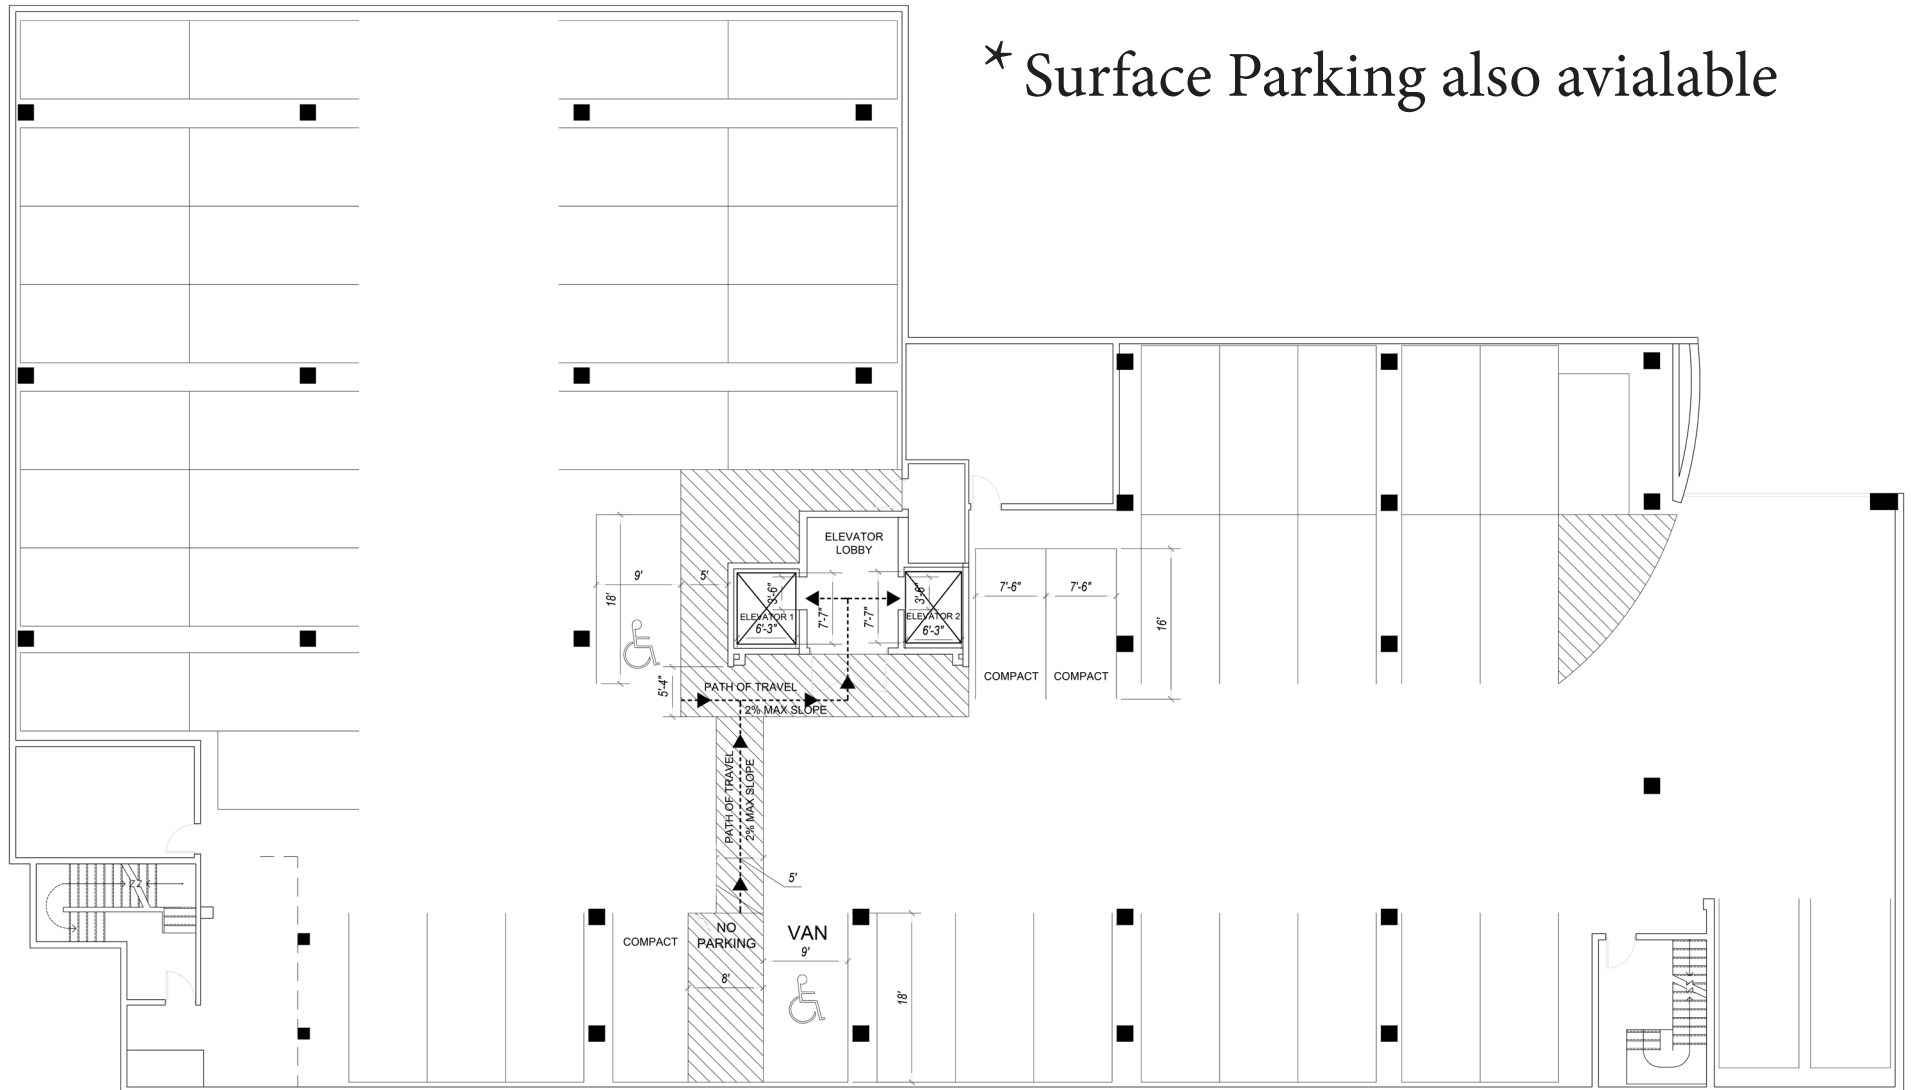 * Surface Parking also avialable
ELEVATOR
LOBBY
9'
5'
18'
3'-6"
7'-7"
7'-7"
3'-6"
ELEVATOR 1
6'-3"
ELEVATOR 2
6'-3"
7'-6"
7'-6"
16'
COMPACT
COMPACT
5'-4"
PATH OF TRAVEL
2% MAX SLOPE
PATH OF TRAVEL
2% MAX SLOPE
5'
COMPACT
NO
PARKING
8'
VAN
9'
18'